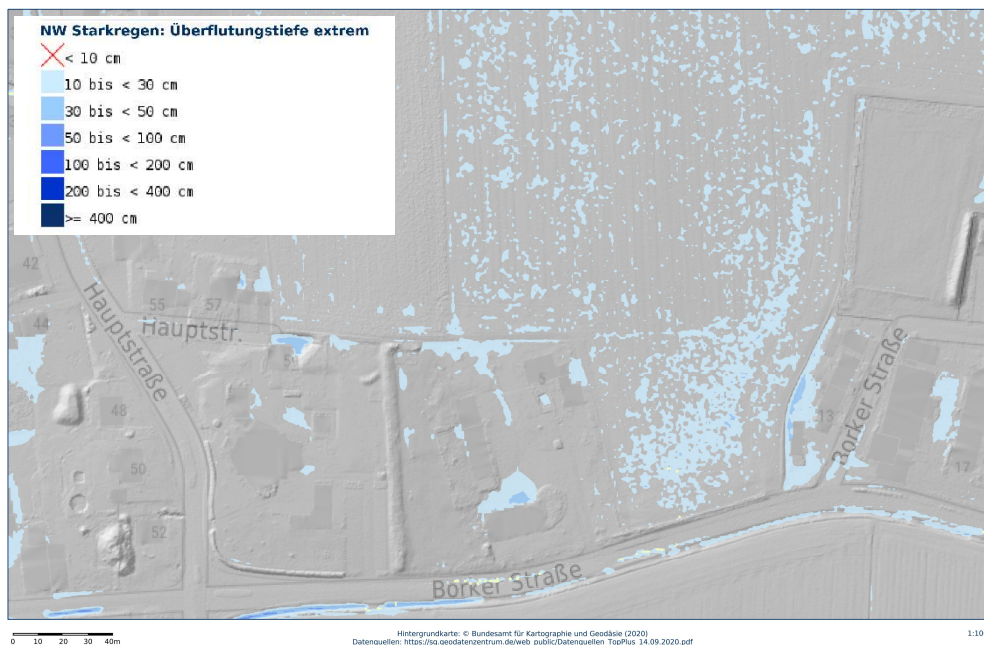 NW Starkregen: Überflutungstiefe extrem
< 10 cm
10 bis < 30 cm
30 bis < 50 cm
50 bis < 100 cm
100 bis < 200 cm
200 bis < 400 cm
>= 400 cm
42
55
57
44
Hauptstraße
Hauptstr.
5
48
13
Borker Straße
50
17
52
Borker Straße
0 10 20 30 40m
Hintergrundkarte: © Bundesamt für Kartographie und Geodäsie (2020)
Datenquellen: https://sg.geodatenzentrum.de/web_public/Datenquellen_TopPlus_14.09.2020.pdf
1:10